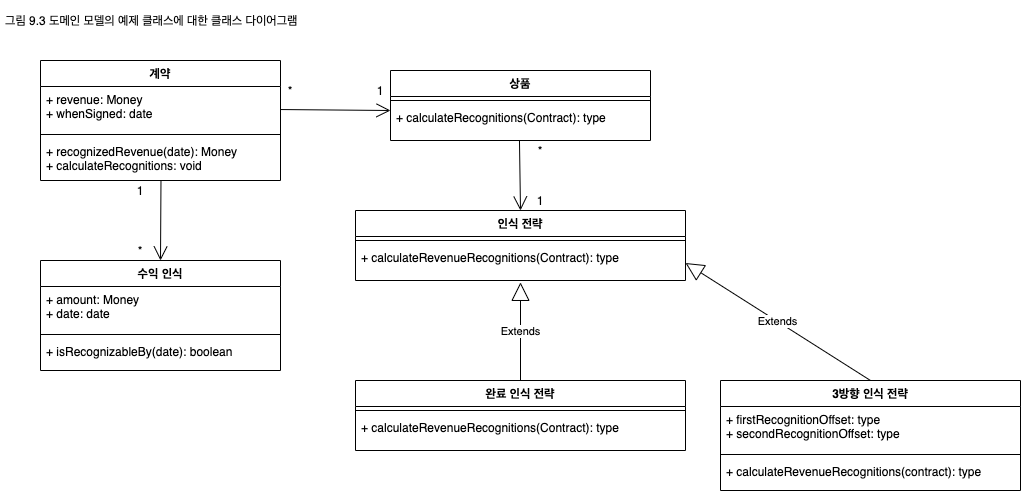 그림 9.3 도메인 모델의 예제 클래스에 대한 클래스 다이어그램
계약
+ revenue: Money
+ whenSigned: date
+ recognizedRevenue(date): Money
+ calculateRecognitions: void
*
1
상품
+ calculateRecognitions(Contract): type
*
1
1
*
인식 전략
+ calculateRevenueRecognitions(Contract): type
수익 인식
+ amount: Money
+ date: date
+ isRecognizableBy(date): boolean
Extends
Extends
완료 인식 전략
+ calculateRevenueRecognitions(Contract): type
3방향 인식 전략
+ firstRecognitionOffset: type
+ secondRecognitionOffset: type
+ calculateRevenueRecognitions(contract): type